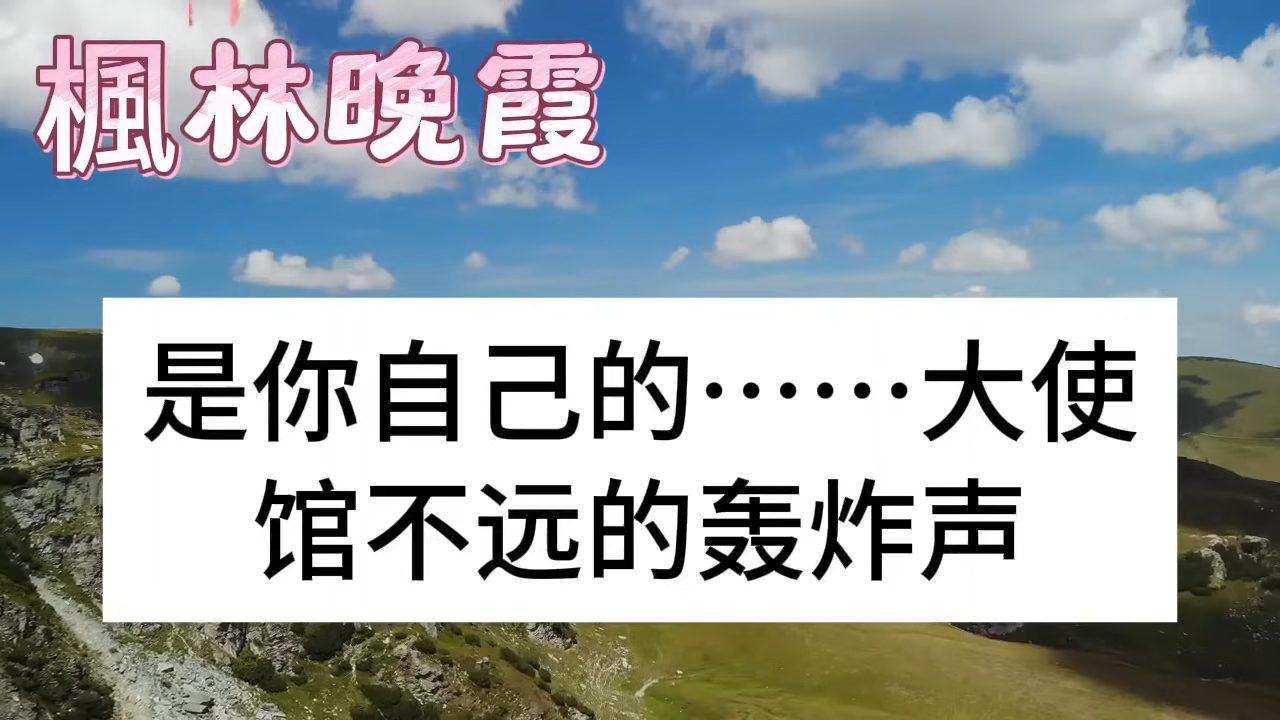 楓林晚霞
是你自己的……大使
馆不远的轰炸声